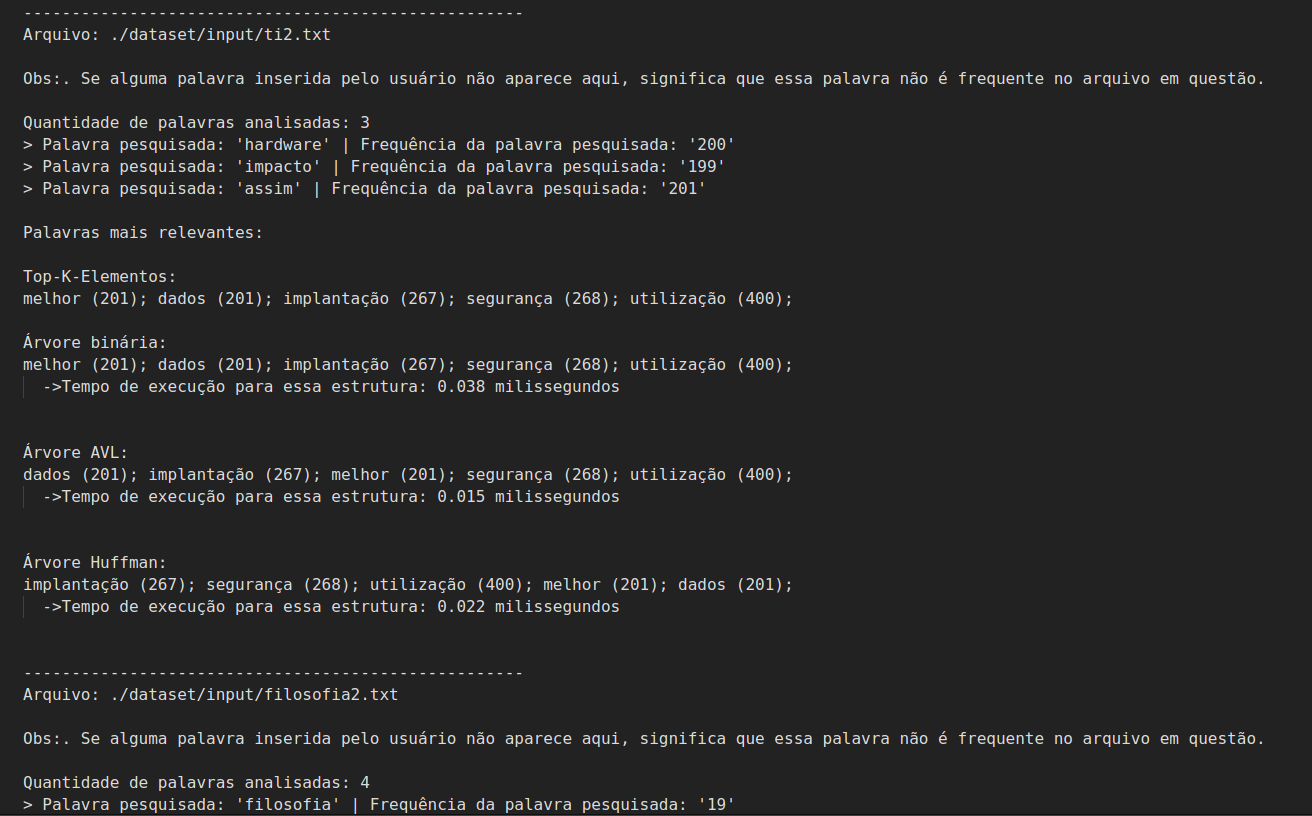 ----------------------------------------------------
Arquivo: ./dataset/input/ti2.txt
Obs:. Se alguma palavra inserida pelo usuário não aparece aqui, significa que essa palavra não é frequente no arquivo em questão.
Quantidade de palavras analisadas: 3
> Palavra pesquisada: 'hardware' | Frequência da palavra pesquisada: '200'
> Palavra pesquisada: 'impacto' | Frequência da palavra pesquisada: '199'
> Palavra pesquisada: 'assim' | Frequência da palavra pesquisada: '201'
Palavras mais relevantes:
Top-K-Elementos:
melhor (201); dados (201); implantação (267); segurança (268); utilização (400);
Árvore binária:
melhor (201); dados (201); implantação (267); segurança (268); utilização (400);
->Tempo de execução para essa estrutura: 0.038 milissegundos
Árvore AVL:
dados (201); implantação (267); melhor (201); segurança (268); utilização (400);
->Tempo de execução para essa estrutura: 0.015 milissegundos
Árvore Huffman:
implantação (267); segurança (268); utilização (400); melhor (201); dados (201);
->Tempo de execução para essa estrutura: 0.022 milissegundos
----------------------------------------------------
Arquivo: ./dataset/input/filosofia2.txt
Obs:. Se alguma palavra inserida pelo usuário não aparece aqui, significa que essa palavra não é frequente no arquivo em questão.
Quantidade de palavras analisadas: 4
> Palavra pesquisada: 'filosofia' | Frequência da palavra pesquisada: '19'